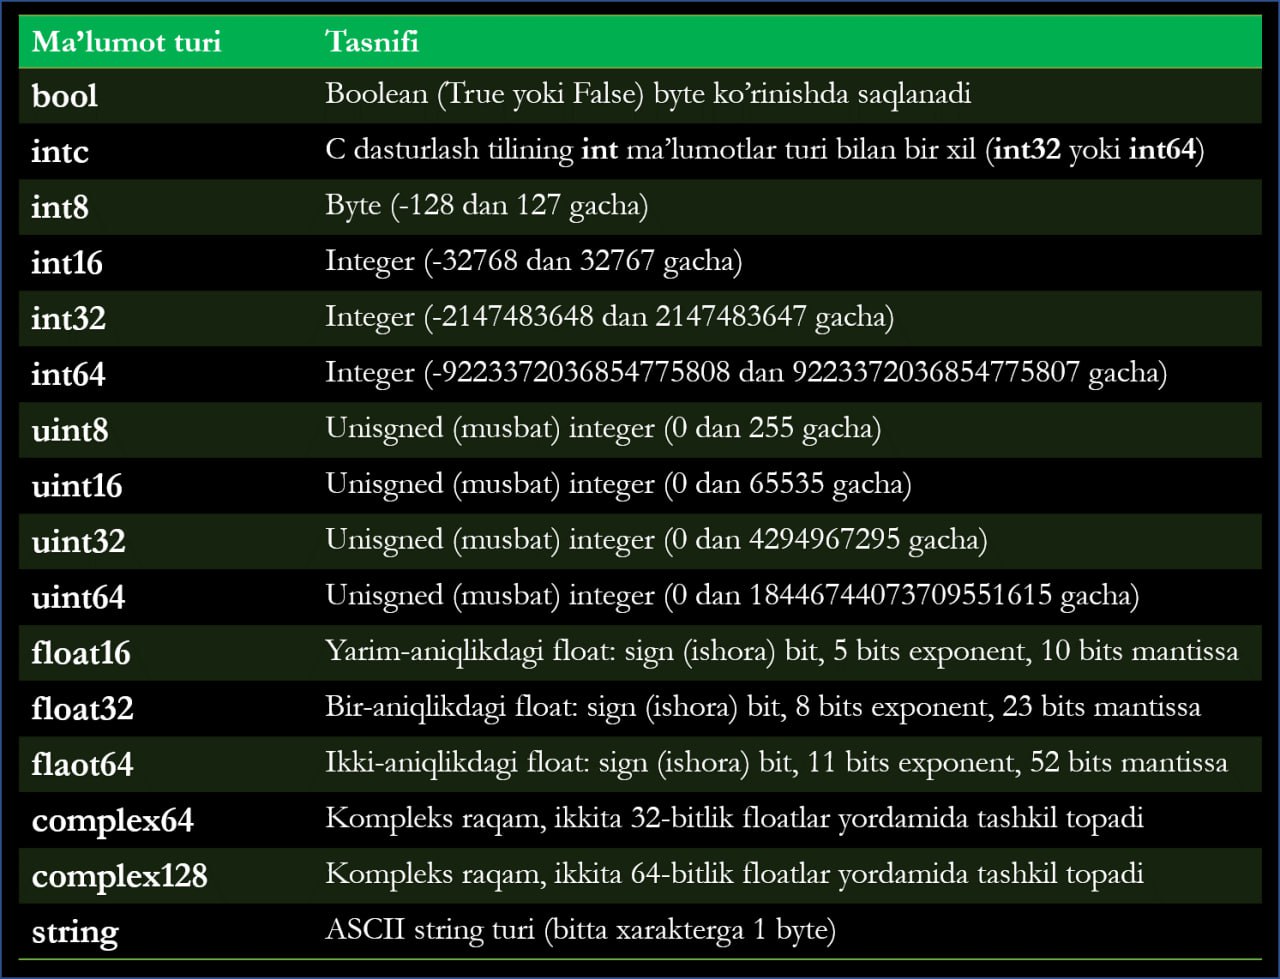 Ma’lumot turi Tasnifi
bool Boolean (True yoki False) byte ko’rinishda saqlanadi
intc C dasturlash tilining int ma’lumotlar turi bilan bir xil (int32 yoki int64)
int8 Byte (-128 dan 127 gacha)
int16 Integer (-32768 dan 32767 gacha)
int32 Integer (-2147483648 dan 2147483647 gacha)
int64 Integer (-9223372036854775808 dan 9223372036854775807 gacha)
uint8 Unisgned (musbat) integer (0 dan 255 gacha)
uint16 Unisgned (musbat) integer (0 dan 65535 gacha)
uint32 Unisgned (musbat) integer (0 dan 4294967295 gacha)
uint64 Unisgned (musbat) integer (0 dan 18446744073709551615 gacha)
float16 Yarim-aniqlikdagi float: sign (ishora) bit, 5 bits exponent, 10 bits mantissa
float32 Bir-aniqlikdagi float: sign (ishora) bit, 8 bits exponent, 23 bits mantissa
flaot64 Ikki-aniqlikdagi float: sign (ishora) bit, 11 bits exponent, 52 bits mantissa
complex64 Kompleks raqam, ikkita 32-bitlik floatlar yordamida tashkil topadi
complex128 Kompleks raqam, ikkita 64-bitlik floatlar yordamida tashkil topadi
string ASCII string turi (bitta xarakterga 1 byte)